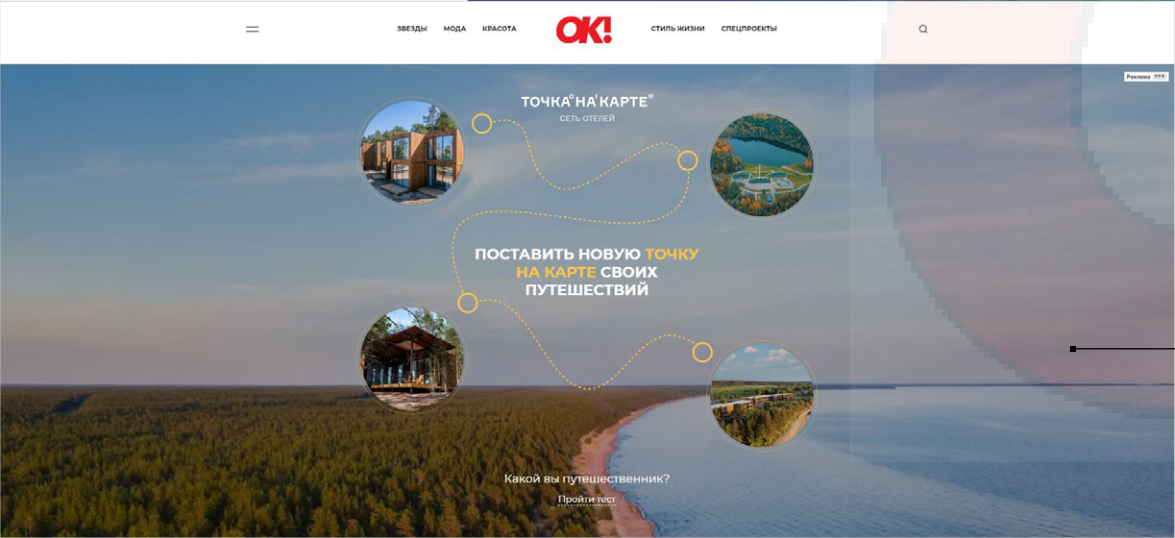 ЗВЕЗДЫ МОДА КРАСОТА OK! СТИЛЬ ЖИЗНИ СПЕЦПРОЕКТЫ
Реклама
ТОЧКА° НА' КАРТЕ"
СЕТЬ ОТЕЛЕЙ
ПОСТАВИТЬ НОВУЮ ТОЧКУ
НА КАРТЕ СВОИХ
ПУТЕШЕСТВИЙ
Какой вы путешественник?
Пройти тест